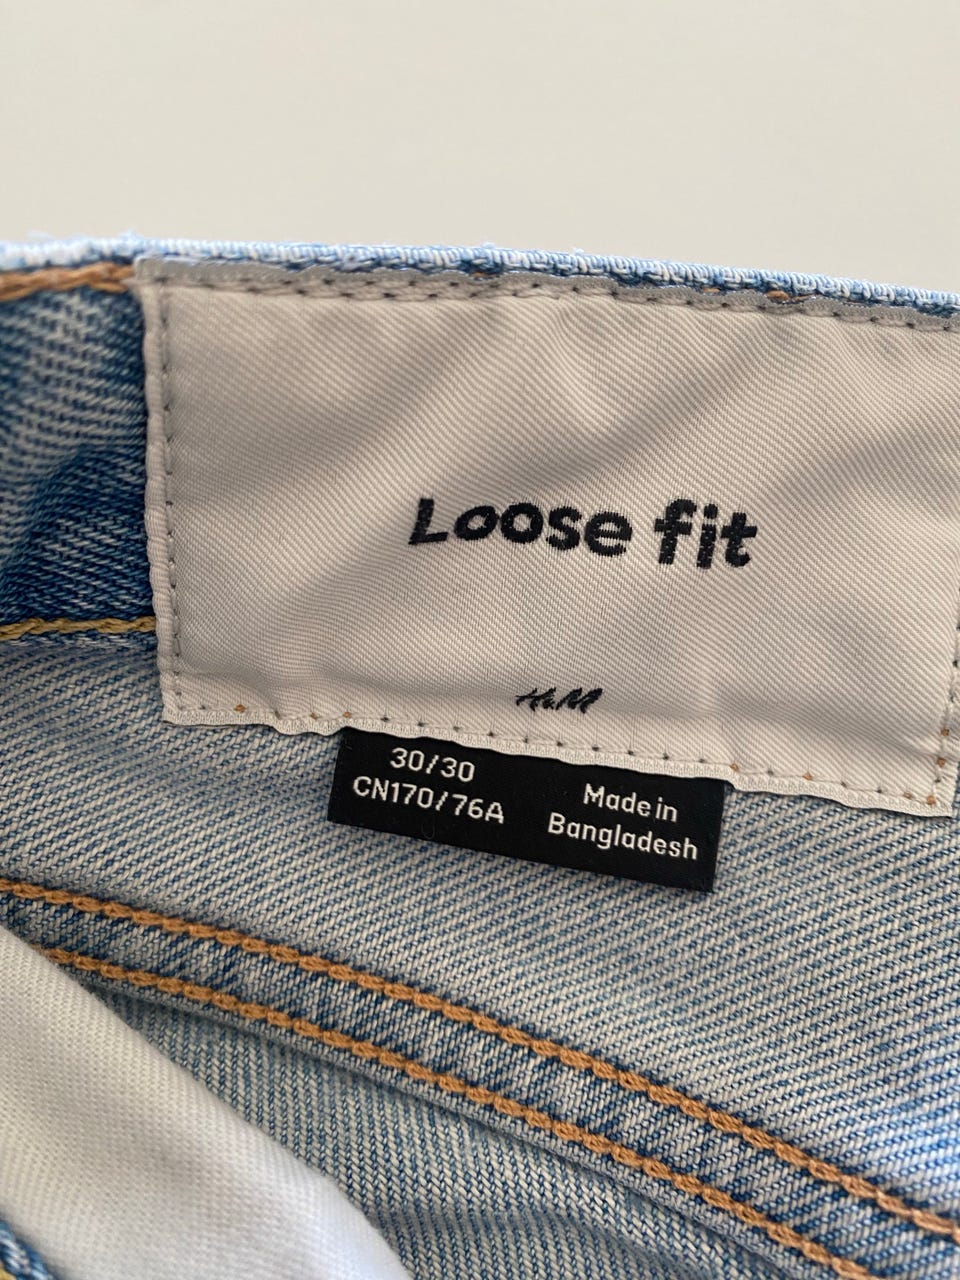 Loose fit
H&M
30/30
CN170/76A
Made in
Bangladesh